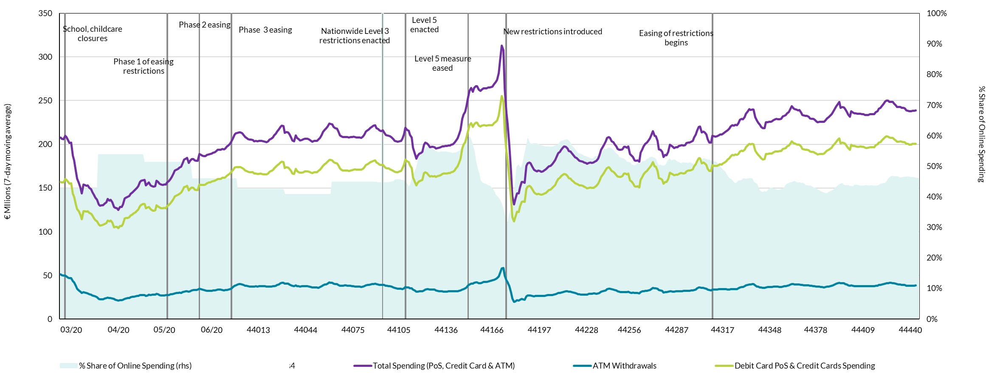 350
300
250
200
150
100
50
0
€ MIlions (7-day moving average)
100%
90%
80%
70%
60%
50%
40%
30%
20%
10%
0%
% Share of Online Spending
School, childcare
closures
Phase 1 of easing
restrictions
Phase 2 easing
Phase 3 easing
Nationwide Level 3
restrictions enacted
Level 5
enacted
Level 5 measure
eased
New restrictions introduced
Easing of restrictions
begins
03/20 04/20 05/20 06/20 44013 44044 44075 44105 44136 44166 44197 44228 44256 44287 44317 44348 44378 44409 44440
% Share of Online Spending (rhs) Total Spending (PoS, Credit Card & ATM) ATM Withdrawals Debit Card PoS & Credit Cards Spending